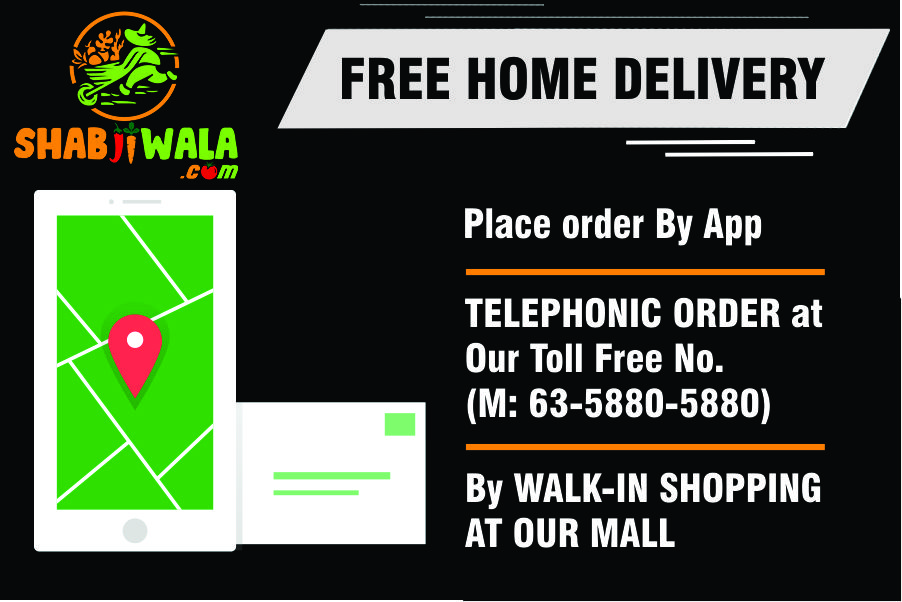 SHABJIWALA
.com
FREE HOME DELIVERY
Place order By App
TELEPHONIC ORDER at
Our Toll Free No.
(M: 63-5880-5880)
By WALK-IN SHOPPING
AT OUR MALL